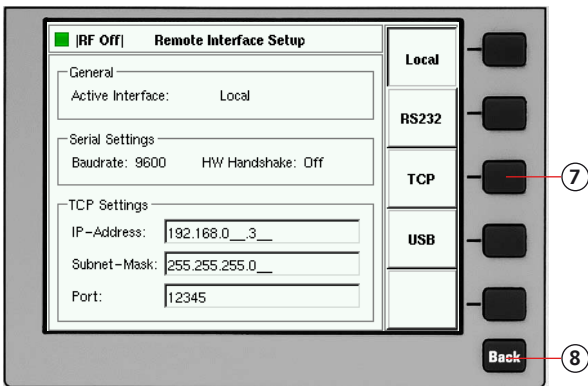 |RF Off| Remote Interface Setup
General
Active Interface: Local
Serial Settings
Baudrate: 9600 HW Handshake: Off
TCP Settings
IP-Address: 192.168.0__.3__
Subnet-Mask: 255.255.255.0__
Port: 12345
Local
RS232
TCP
USB
7
Back
8